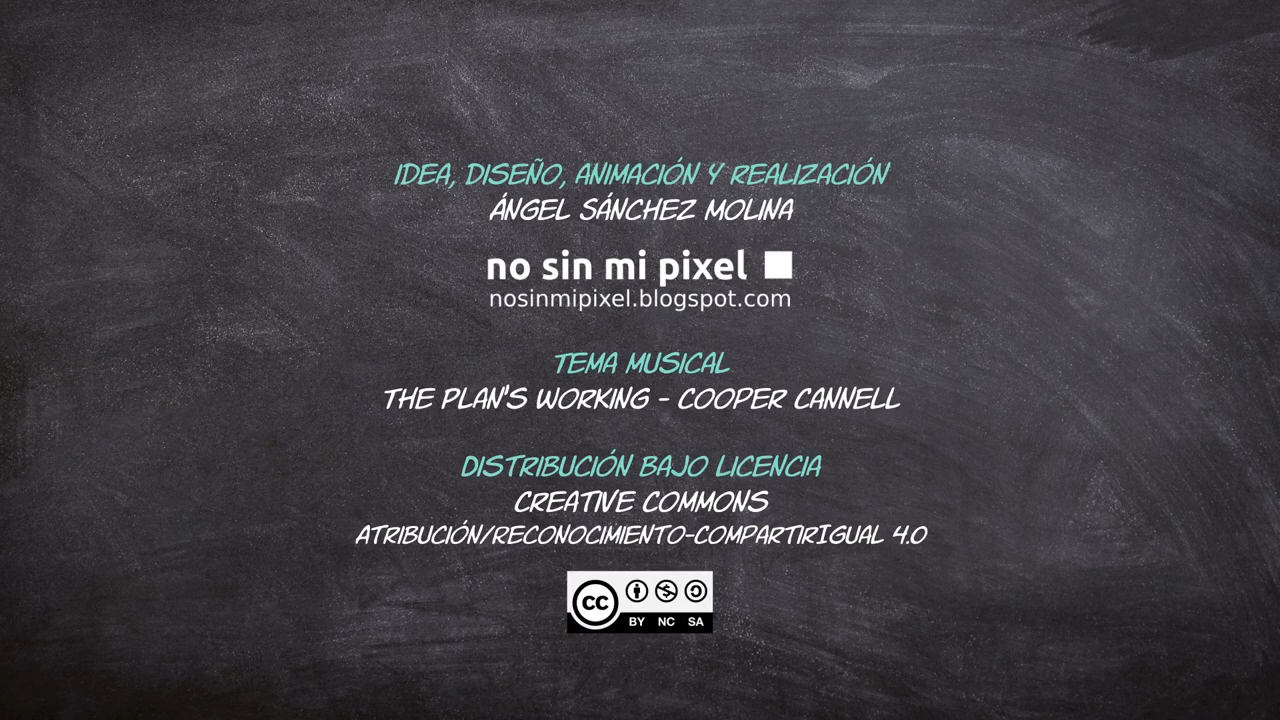 IDEA, DISEÑO, ANIMACIÓN Y REALIZACIÓN
ÁNGEL SÁNCHEZ MOLINA
no sin mi pixel
nosinmipixel.blogspot.com
TEMA MUSICAL
THE PLAN'S WORKING - COOPER CANNELL
DISTRIBUCIÓN BAJO LICENCIA
CREATIVE COMMONS
ATRIBUCIÓN/RECONOCIMIENTO-COMPARTIRIGUAL 4.0
CC
BY NC SA